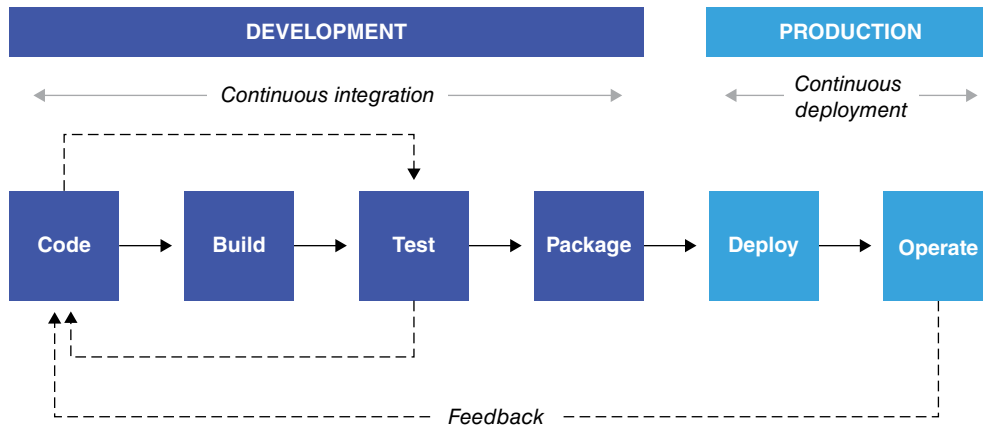 DEVELOPMENT
PRODUCTION
Continuous integration
Continuous
deployment
Code
Build
Test
Package
Deploy
Operate
Feedback